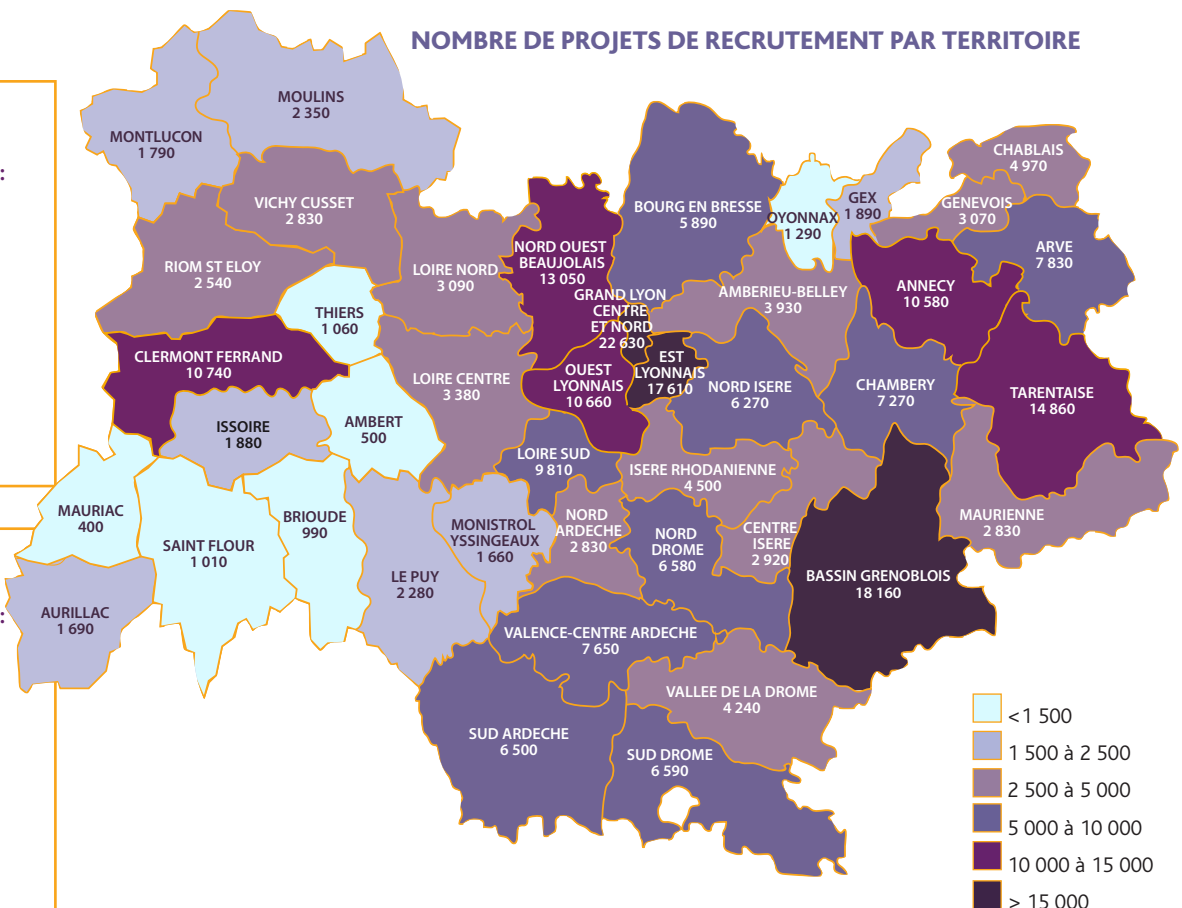 NOMBRE DE PROJETS DE RECRUTEMENT PAR TERRITOIRE
:
:
MOULINS
2 350
MONTLUCON
1 790
CHABLAIS
4 970
VICHY CUSSET
2 830
BOURG EN BRESSE
5 890
OYONNAX
1 290
GEX
1 890
GENEVOIS
3 070
ARVE
7 830
RIOM ST ELOY
2 540
LOIRE NORD
3 090
NORD OUEST
BEAUJOLAIS
13 050
GRAND LYON
CENTRE
ET NORD
22 630
AMBERIEU-BELLEY
3 930
ANNECY
10 580
THIERS
1 060
CLERMONT FERRAND
10 740
LOIRE CENTRE
3 380
OUEST
LYONNAIS
10 660
EST
LYONNAIS
17 610
NORD ISERE
6 270
CHAMBERY
7 270
TARENTAISE
14 860
ISSOIRE
1 880
AMBERT
500
LOIRE SUD
9 810
ISERE RHODANIENNE
4 500
MAURIAC
400
SAINT FLOUR
1 010
BRIOUDE
990
MONISTROL
YSSINGEAUX
1 660
NORD
ARDECHE
2 830
NORD
DROME
6 580
CENTRE
ISERE
2 920
MAURIENNE
2 830
LE PUY
2 280
BASSIN GRENOBLOIS
18 160
AURILLAC
1 690
VALENCE-CENTRE ARDECHE
7 650
VALLEE DE LA DROME
4 240
SUD ARDECHE
6 500
SUD DROME
6 590
<1 500
1 500 à 2 500
2 500 à 5 000
5 000 à 10 000
10 000 à 15 000
> 15 000